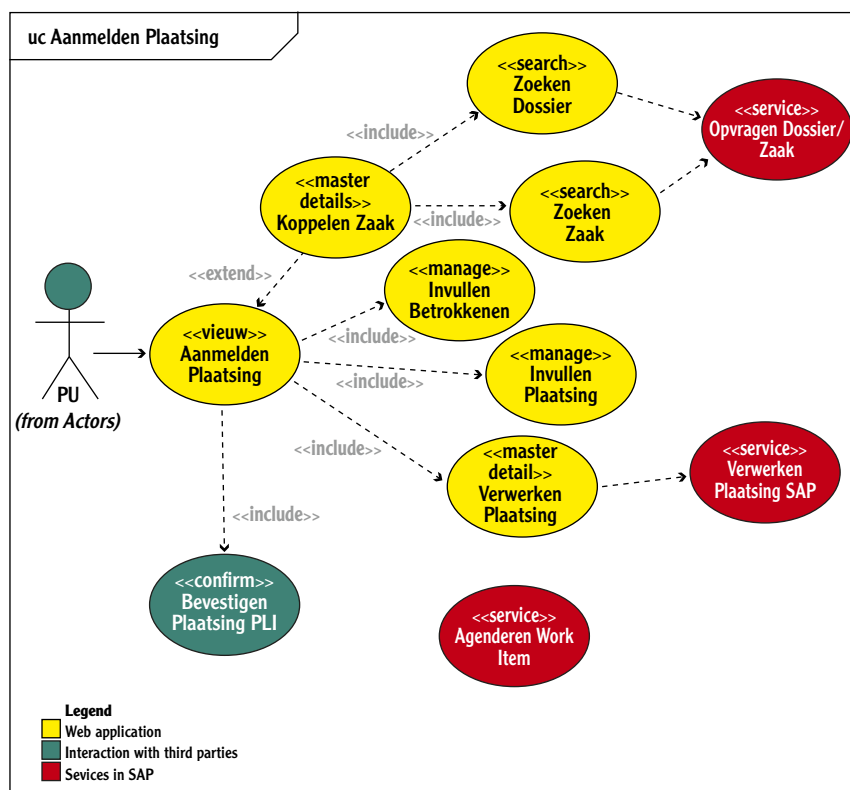 uc Aanmelden Plaatsing
<<search>>
Zoeken
Dossier
<<service>>
Opvragen Dossier/
Zaak
<<include>>
<<master
details>>
Koppelen Zaak
<<include>>
<<search>>
Zoeken
Zaak
<<extend>>
<<manage>>
Invullen
Betrokkenen
<<include>>
<<view>>
Aanmelden
Plaatsing
<<manage>>
Invullen
Plaatsing
<<include>>
PU
(from Actors)
<<include>>
<<master
detail>>
Verwerken
Plaatsing
<<service>>
Verwerken
Plaatsing SAP
<<include>>
<<confirm>>
Bevestigen
Plaatsing PLI
<<service>>
Agenderen Work
Item
Legend
Web application
Interaction with third parties
Sevices in SAP